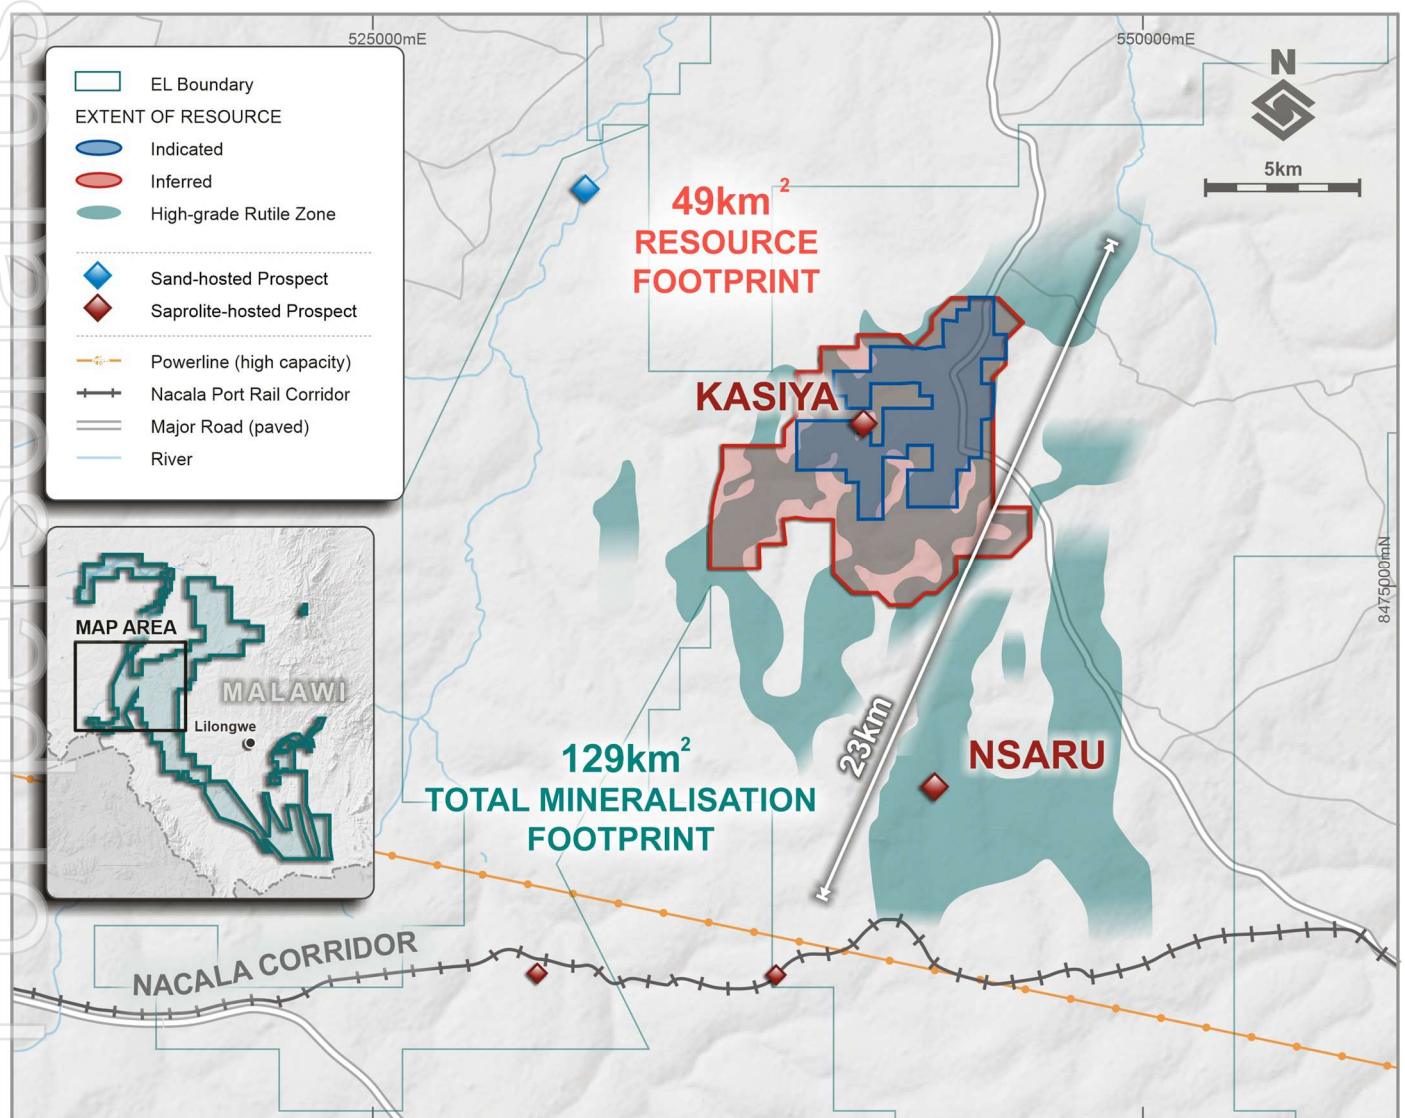 525000mE
550000mE
EL Boundary
EXTENT OF RESOURCE
Indicated
Inferred
High-grade Rutile Zone
Sand-hosted Prospect
Saprolite-hosted Prospect
Powerline (high capacity)
Nacala Port Rail Corridor
Major Road (paved)
River
N
5km
49km²
RESOURCE
FOOTPRINT
KASIYA
8475000mN
MAP AREA
MALAWI
Lilongwe
23km
NSARU
129km²
TOTAL MINERALISATION
FOOTPRINT
NACALA CORRIDOR